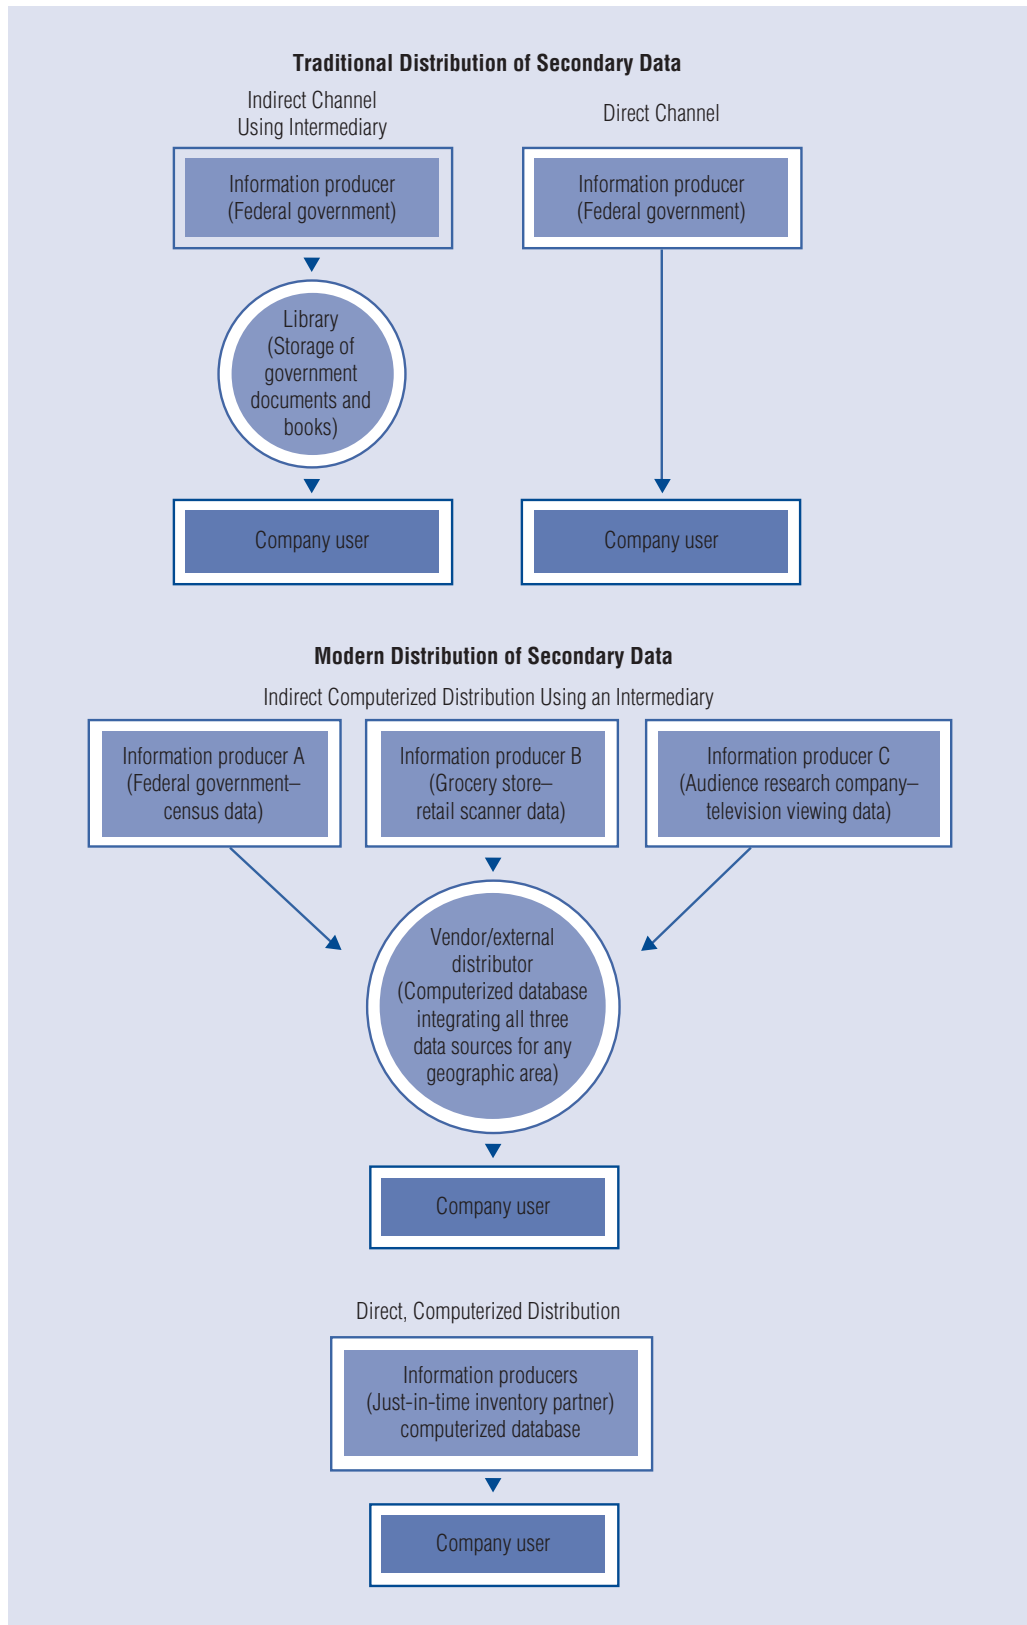 Traditional Distribution of Secondary Data
Indirect Channel
Using Intermediary
Information producer
(Federal government)
Library
(Storage of
government
documents and
books)
Company user
Direct Channel
Information producer
(Federal government)
Company user
Modern Distribution of Secondary Data
Indirect Computerized Distribution Using an Intermediary
Information producer A
(Federal government–
census data)
Information producer B
(Grocery store–
retail scanner data)
Information producer C
(Audience research company–
television viewing data)
Vendor/external
distributor
(Computerized database
integrating all three
data sources for any
geographic area)
Company user
Direct, Computerized Distribution
Information producers
(Just-in-time inventory partner)
computerized database
Company user